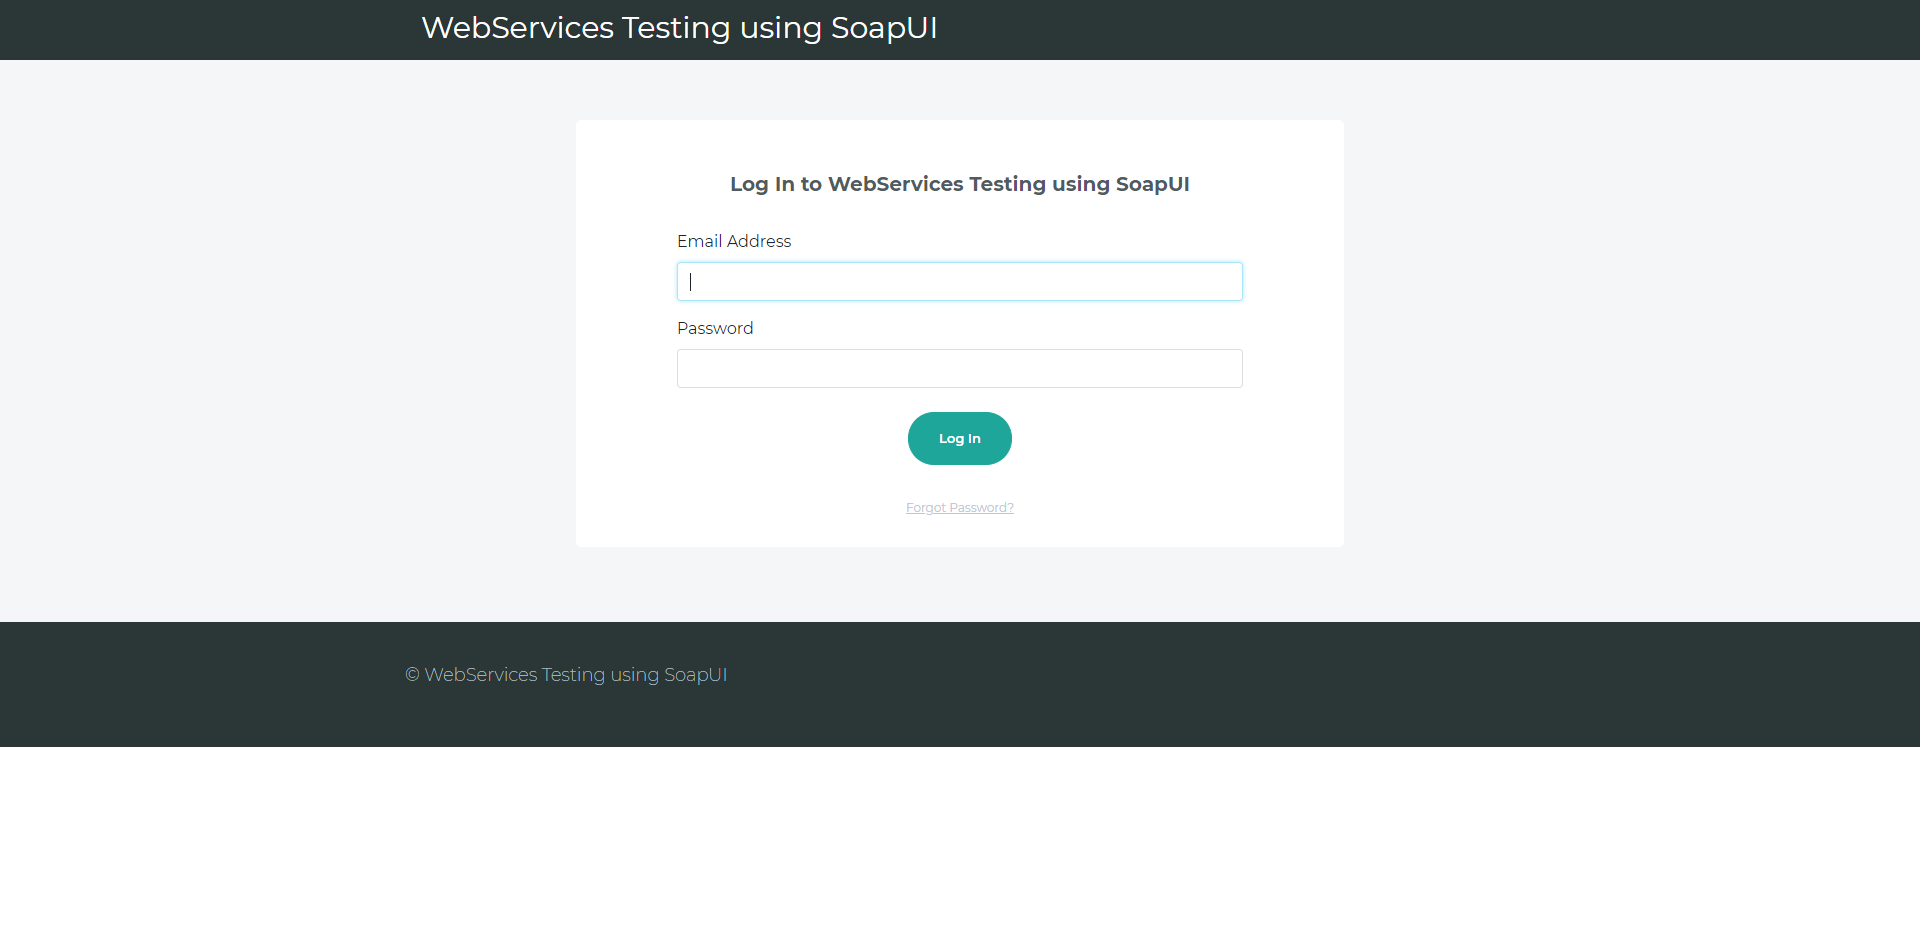 WebServices Testing using SoapUI
Log In to WebServices Testing using SoapUI
Email Address
Password
Log In
Forgot Password?
© WebServices Testing using SoapUI